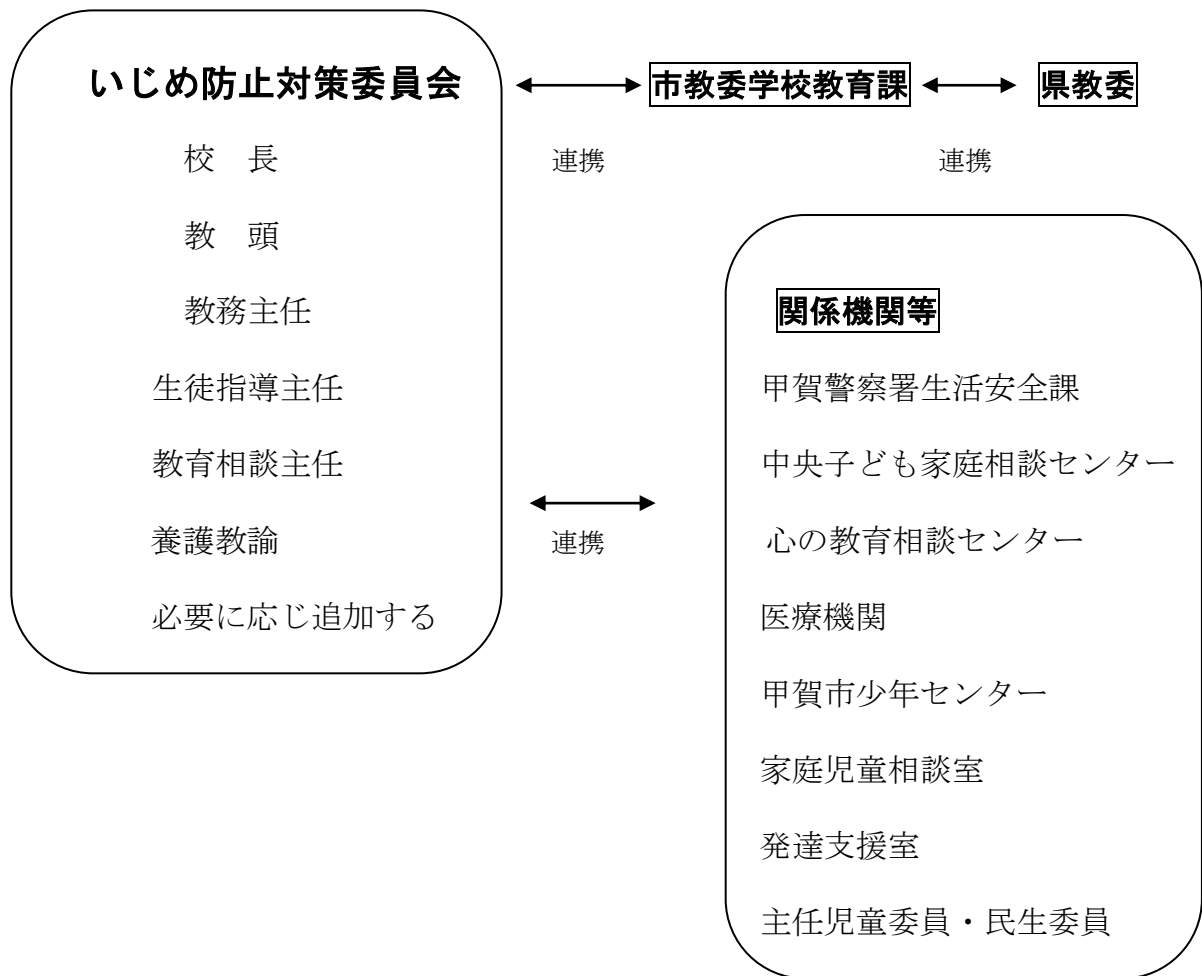 いじめ防止対策委員会
市教委学校教育課
県教委
連携
連携
校　長
教　頭
教務主任
生徒指導主任
教育相談主任
養護教諭
必要に応じ追加する
連携
関係機関等
甲賀警察署生活安全課
中央子ども家庭相談センター
心の教育相談センター
医療機関
甲賀市少年センター
家庭児童相談室
発達支援室
主任児童委員・民生委員